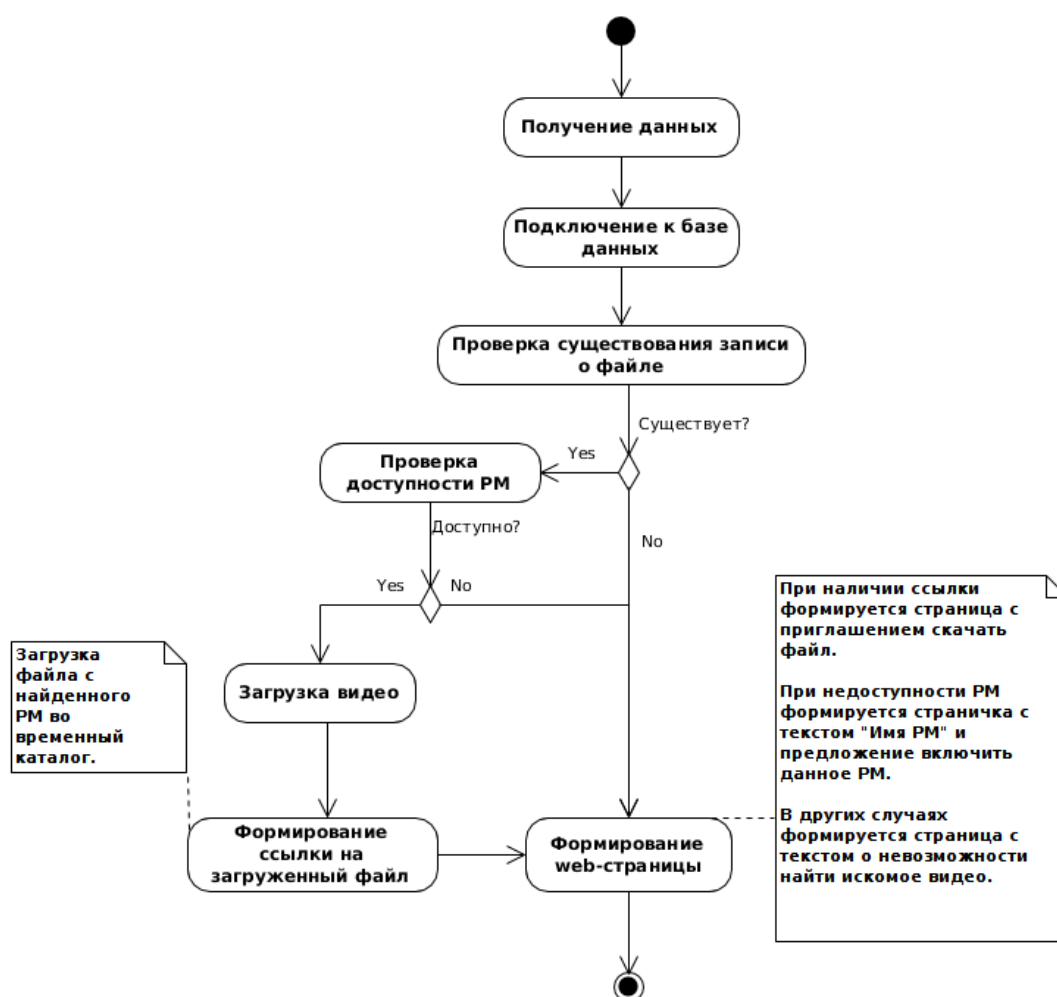 Получение данных
Подключение к базе
данных
Проверка существования записи
о файле
Существует?
Yes
Проверка
доступности РМ
No
Доступно?
Yes
No
При наличии ссылки
формируется страница с
приглашением скачать
файл.
При недоступности РМ
формируется страничка с
текстом "Имя РМ" и
предложение включить
данное РМ.
В других случаях
формируется страница с
текстом о невозможности
найти искомое видео.
Загрузка
файла с
найденного
РМ во
временный
каталог.
Загрузка видео
Формирование
ссылки на
загруженный файл
Формирование
web-страницы